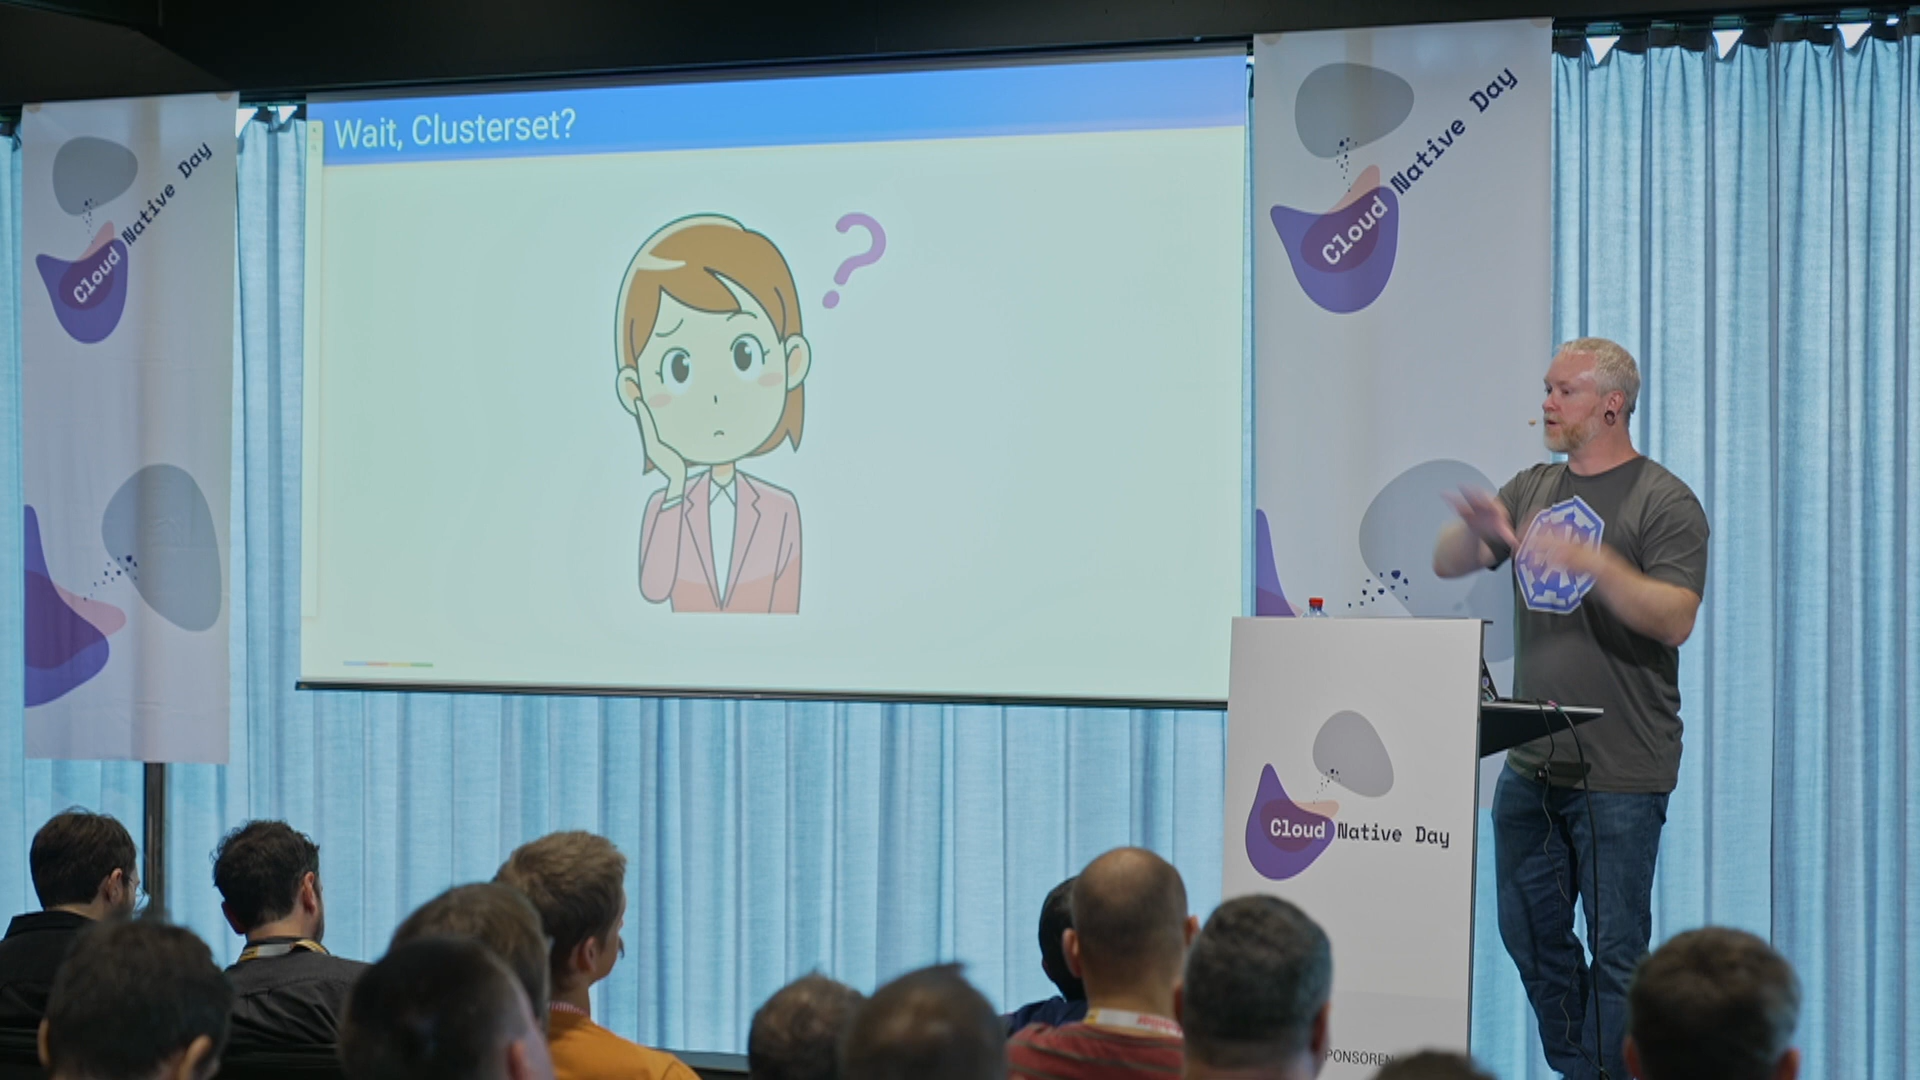 Wait, Clusterset?
?
Cloud Native Day
Cloud Native Day
Cloud Native Day
PONSOREN